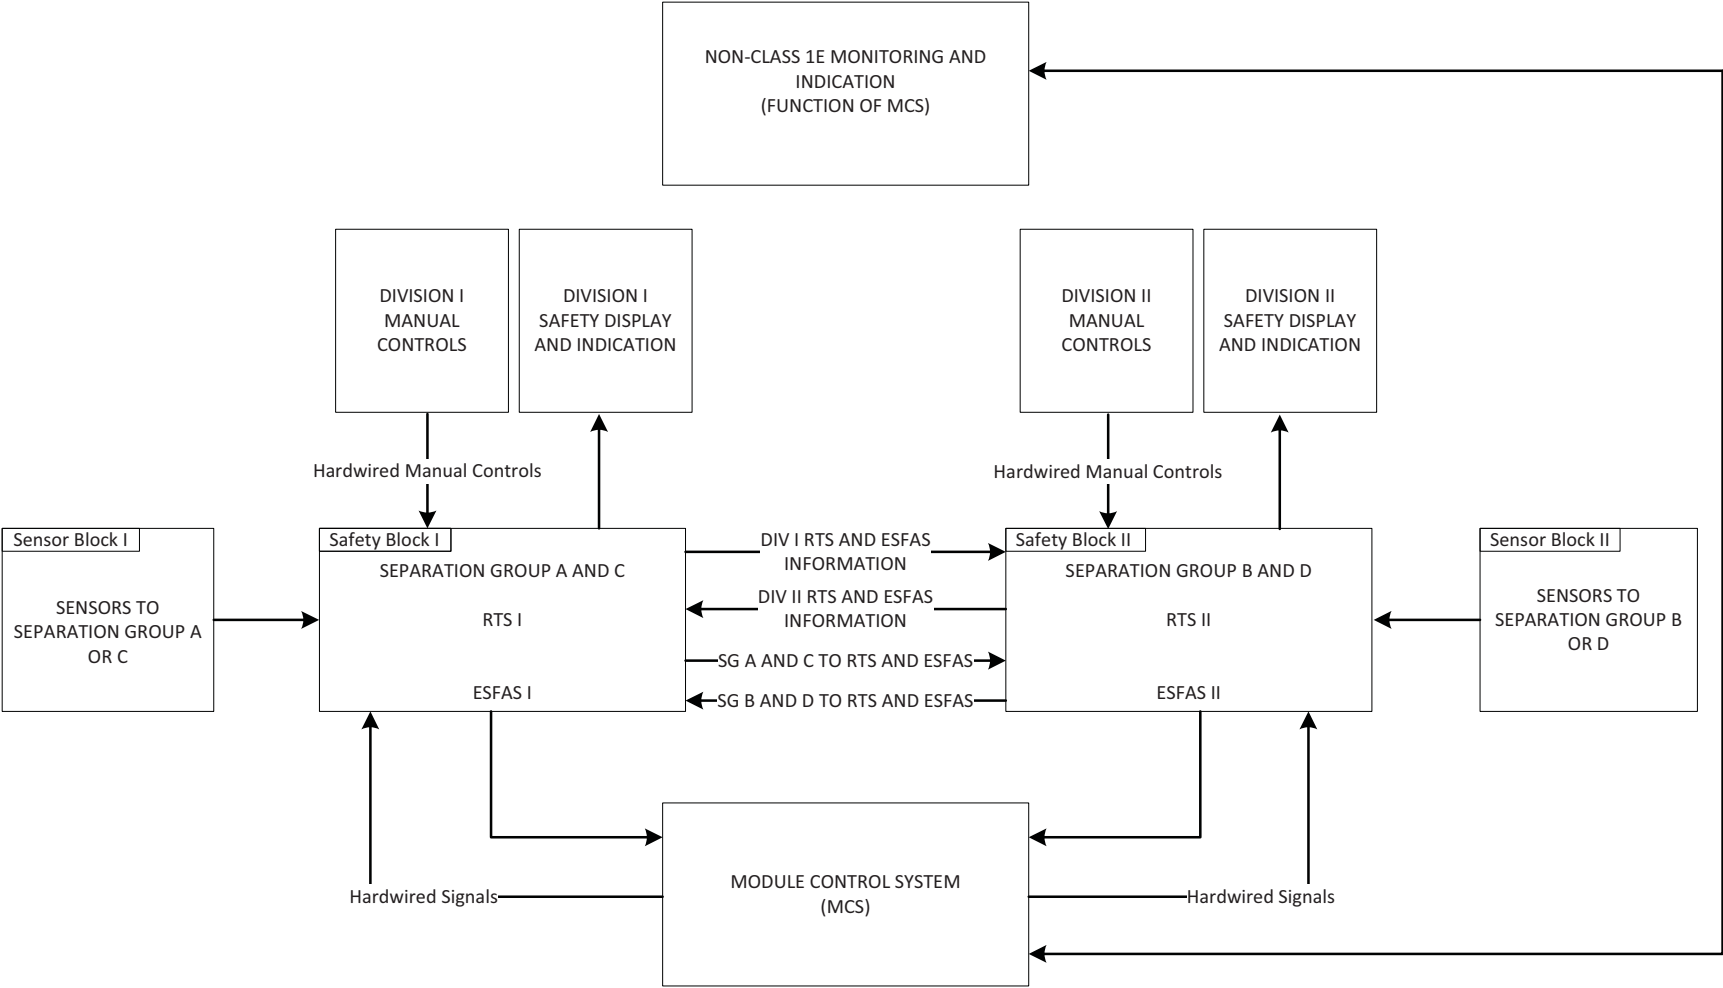 NON-CLASS 1E MONITORING AND
INDICATION
(FUNCTION OF MCS)
DIVISION I
MANUAL
CONTROLS
DIVISION I
SAFETY DISPLAY
AND INDICATION
DIVISION II
MANUAL
CONTROLS
DIVISION II
SAFETY DISPLAY
AND INDICATION
Hardwired Manual Controls
Hardwired Manual Controls
Sensor Block I
SENSORS TO
SEPARATION GROUP A
OR C
Safety Block I
SEPARATION GROUP A AND C
RTS I
ESFAS I
DIV I RTS AND ESFAS
INFORMATION
DIV II RTS AND ESFAS
INFORMATION
SG A AND C TO RTS AND ESFAS
SG B AND D TO RTS AND ESFAS
Safety Block II
SEPARATION GROUP B AND D
RTS II
ESFAS II
Sensor Block II
SENSORS TO
SEPARATION GROUP B
OR D
Hardwired Signals
MODULE CONTROL SYSTEM
(MCS)
Hardwired Signals